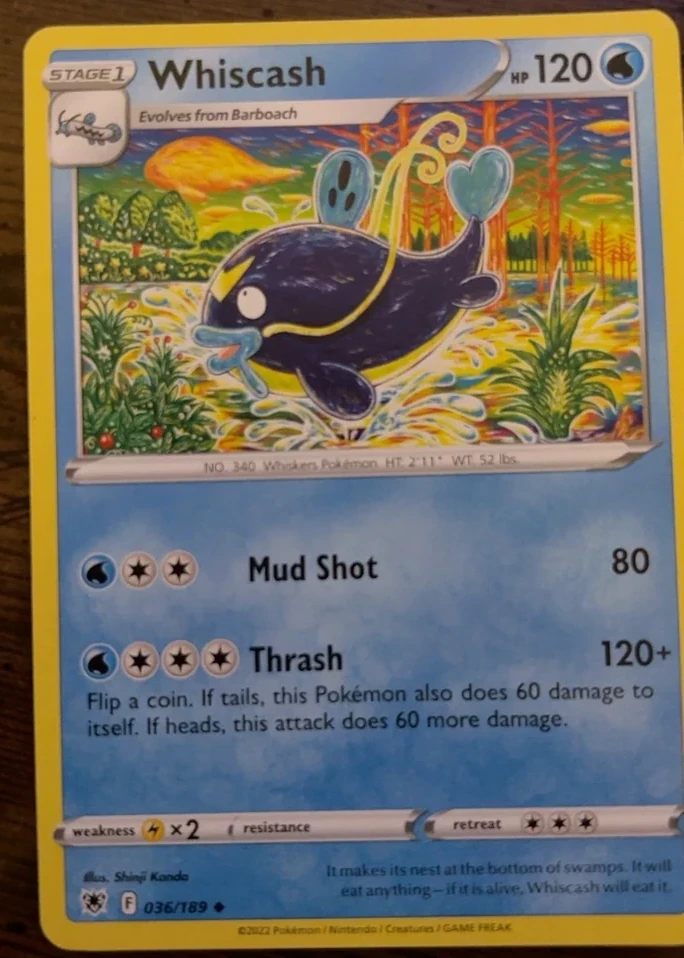 STAGE 1 Whiscash HP 120
Evolves from Barboach
NO. 340 Whiskers Pokémon HT: 2'11" WT: 52 lbs.
Mud Shot 80
Thrash 120+
Flip a coin. If tails, this Pokémon also does 60 damage to
itself. If heads, this attack does 60 more damage.
weakness ×2 resistance retreat
Illus. Shinji Kanda
It makes its nest at the bottom of swamps. It will
eat anything—if it is alive, Whiscash will eat it.
F 036/189
©2022 Pokémon / Nintendo / Creatures / GAME FREAK